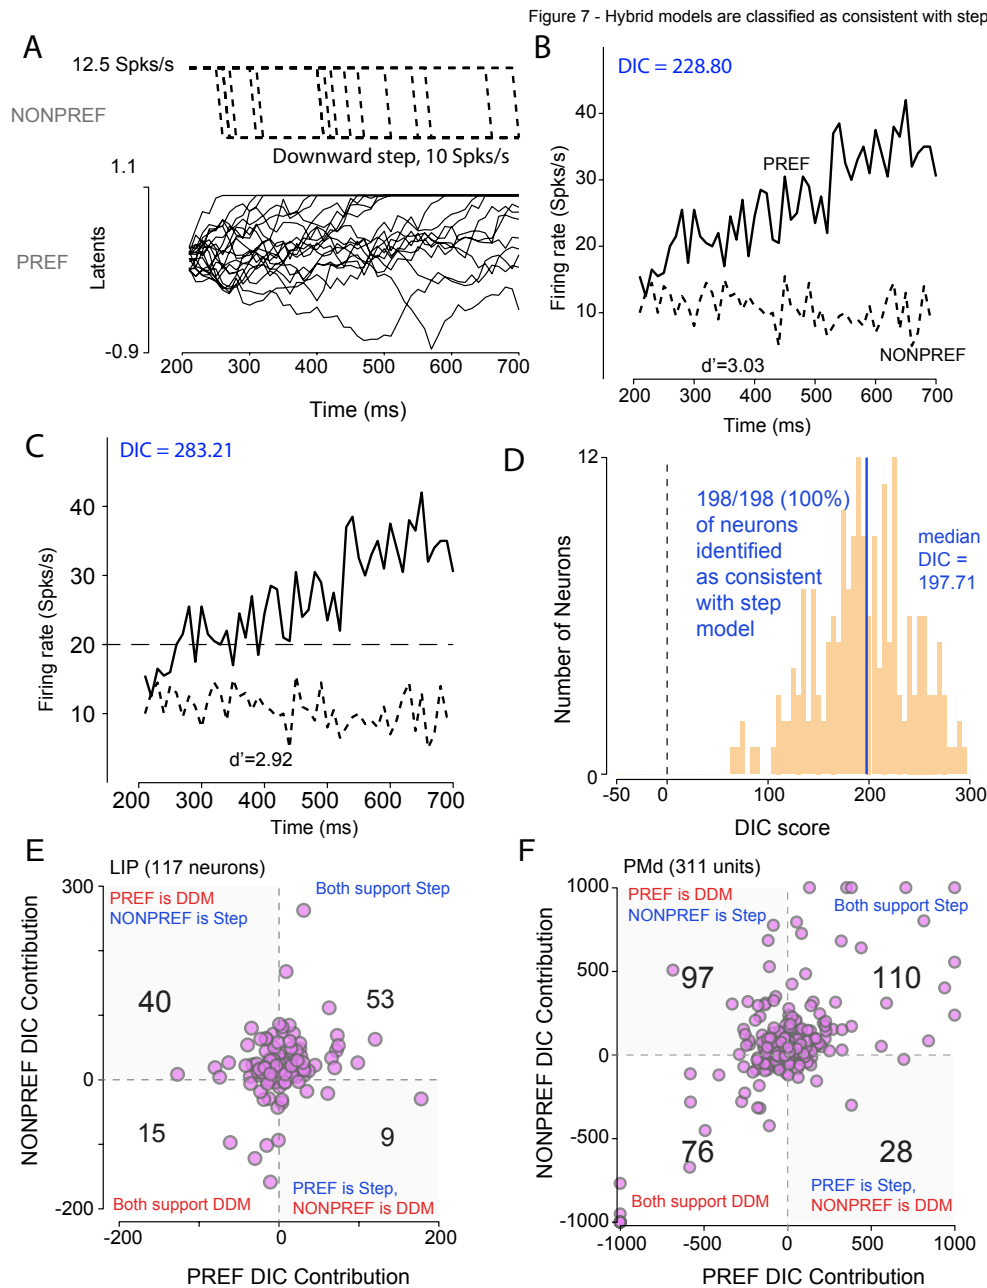 Figure 7 - Hybrid models are classified as consistent with step
A
12.5 Spks/s
NONPREF
Downward step, 10 Spks/s
1.1
PREF
Latents
-0.9
200 300 400 500 600 700
Time (ms)
B
DIC = 228.80
40
30
20
10
Firing rate (Spks/s)
PREF
NONPREF
d'=3.03
200 300 400 500 600 700
Time (ms)
C
DIC = 283.21
40
30
20
10
Firing rate (Spks/s)
d'=2.92
200 300 400 500 600 700
Time (ms)
D
12
0
Number of Neurons
198/198 (100%)
of neurons
identified
as consistent
with step
model
median
DIC =
197.71
-50 0 100 200 300
DIC score
E
LIP (117 neurons)
300
0
-200
NONPREF DIC Contribution
PREF is DDM
NONPREF is Step
Both support Step
40
53
15
9
Both support DDM
PREF is Step,
NONPREF is DDM
-200 0 200
PREF DIC Contribution
F
PMd (311 units)
1000
500
0
-500
-1000
NONPREF DIC Contribution
PREF is DDM
NONPREF is Step
Both support Step
97
110
76
28
Both support DDM
PREF is Step,
NONPREF is DDM
-1000 -500 0 500 1000
PREF DIC Contribution